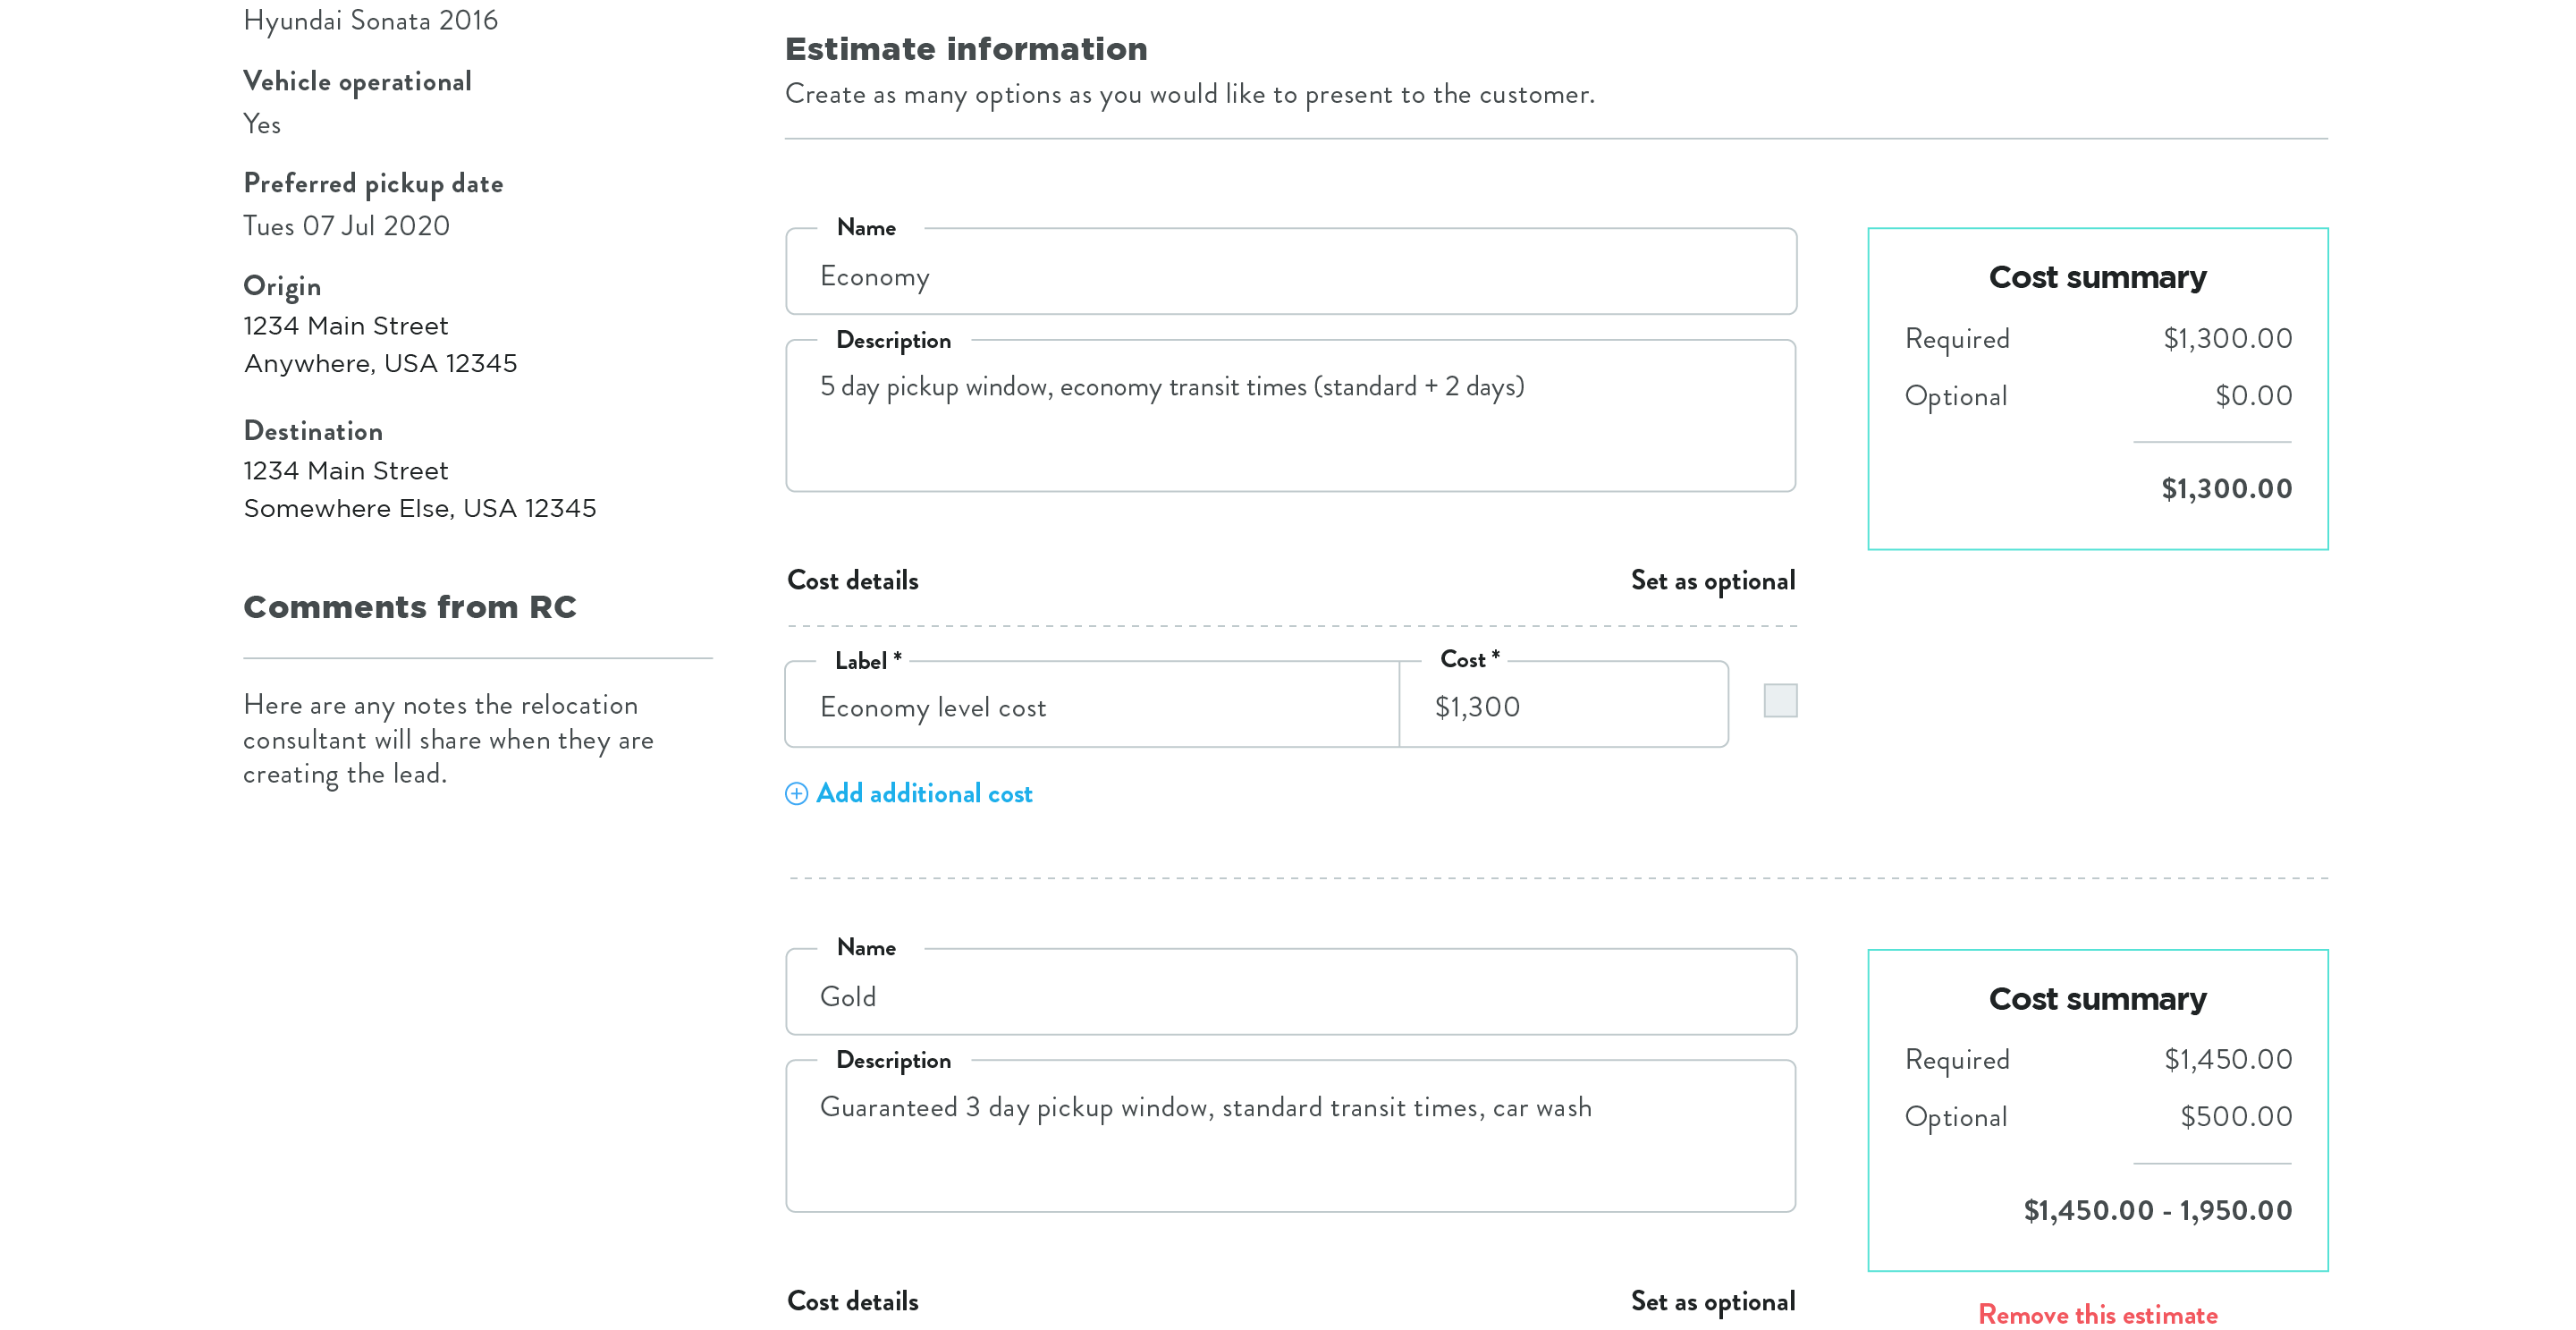 Hyundai Sonata 2016
Vehicle operational
Yes
Preferred pickup date
Tues 07 Jul 2020
Origin
1234 Main Street
Anywhere, USA 12345
Destination
1234 Main Street
Somewhere Else, USA 12345
Comments from RC
Here are any notes the relocation
consultant will share when they are
creating the lead.
Estimate information
Create as many options as you would like to present to the customer.
Name
Economy
Description
5 day pickup window, economy transit times (standard + 2 days)
Cost summary
Required $1,300.00
Optional $0.00
$1,300.00
Cost details Set as optional
Label * Cost *
Economy level cost $1,300
Add additional cost
Name
Gold
Description
Guaranteed 3 day pickup window, standard transit times, car wash
Cost summary
Required $1,450.00
Optional $500.00
$1,450.00 - 1,950.00
Cost details Set as optional
Remove this estimate